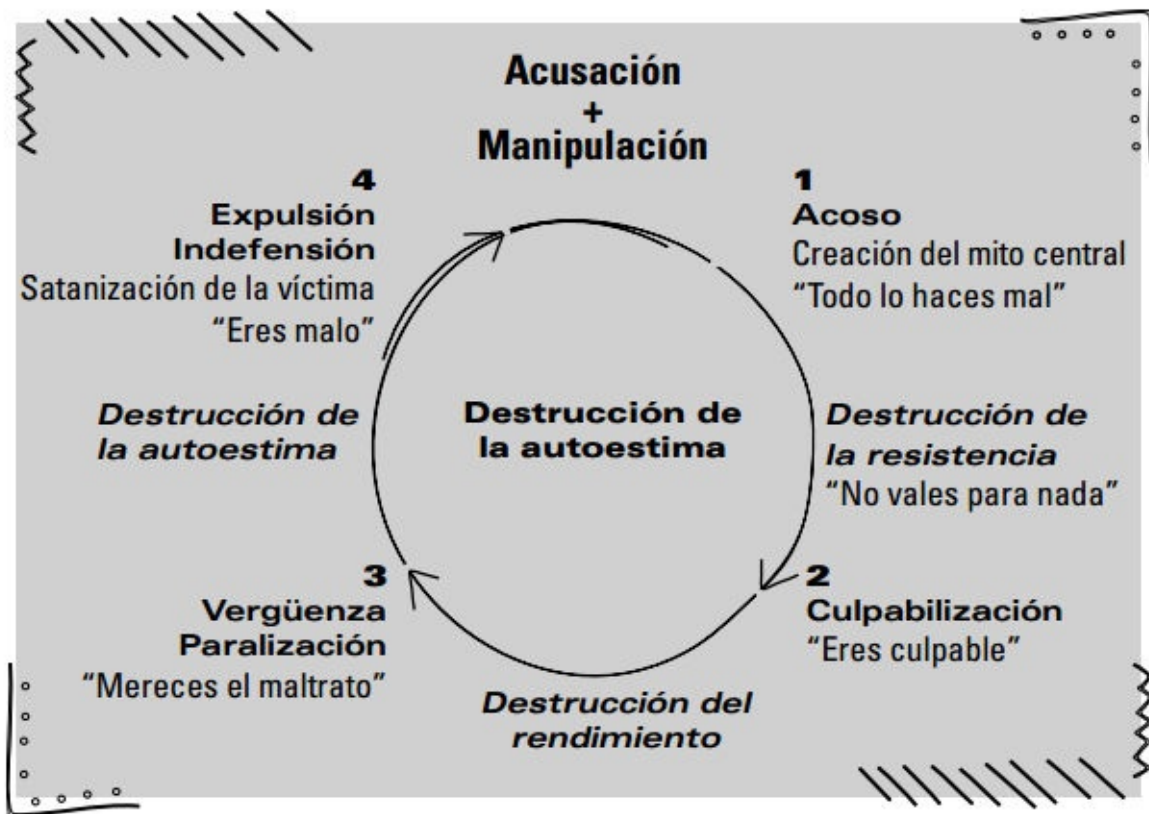 Acusación
+
Manipulación
1
Acoso
Creación del mito central
“Todo lo haces mal”
Destrucción de
la resistencia
“No vales para nada”
2
Culpabilización
“Eres culpable”
Destrucción del
rendimiento
3
Vergüenza
Paralización
“Mereces el maltrato”
Destrucción de
la autoestima
4
Expulsión
Indefensión
Satanización de la víctima
“Eres malo”
Destrucción de
la autoestima